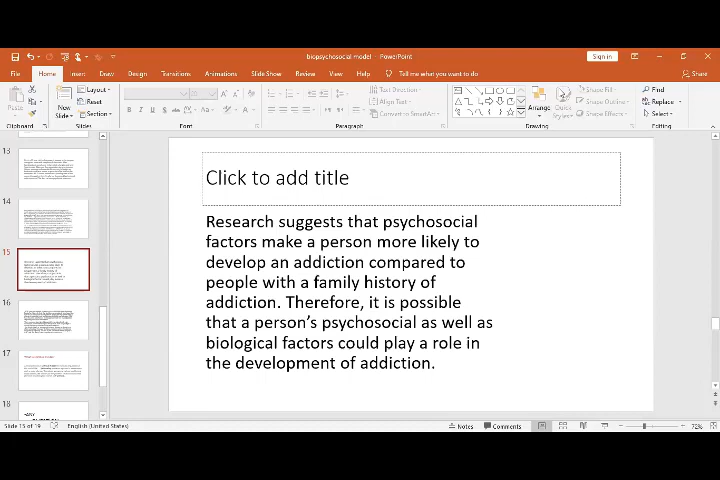 biopsychosocial model - PowerPoint
Sign in
File Home Insert Draw Design Transitions Animations Slide Show Review View Help Tell me what you want to do Share
Paste New Slide Layout Reset Section Text Direction Align Text Convert to SmartArt Arrange Quick Styles Shape Fill Shape Outline Shape Effects Find Replace Select
Clipboard Slides Font Paragraph Drawing Editing
13
14
15
16
17
18
Click to add title
Research suggests that psychosocial
factors make a person more likely to
develop an addiction compared to
people with a family history of
addiction. Therefore, it is possible
that a person’s psychosocial as well as
biological factors could play a role in
the development of addiction.
Slide 15 of 19 English (United States) Notes Comments 72%